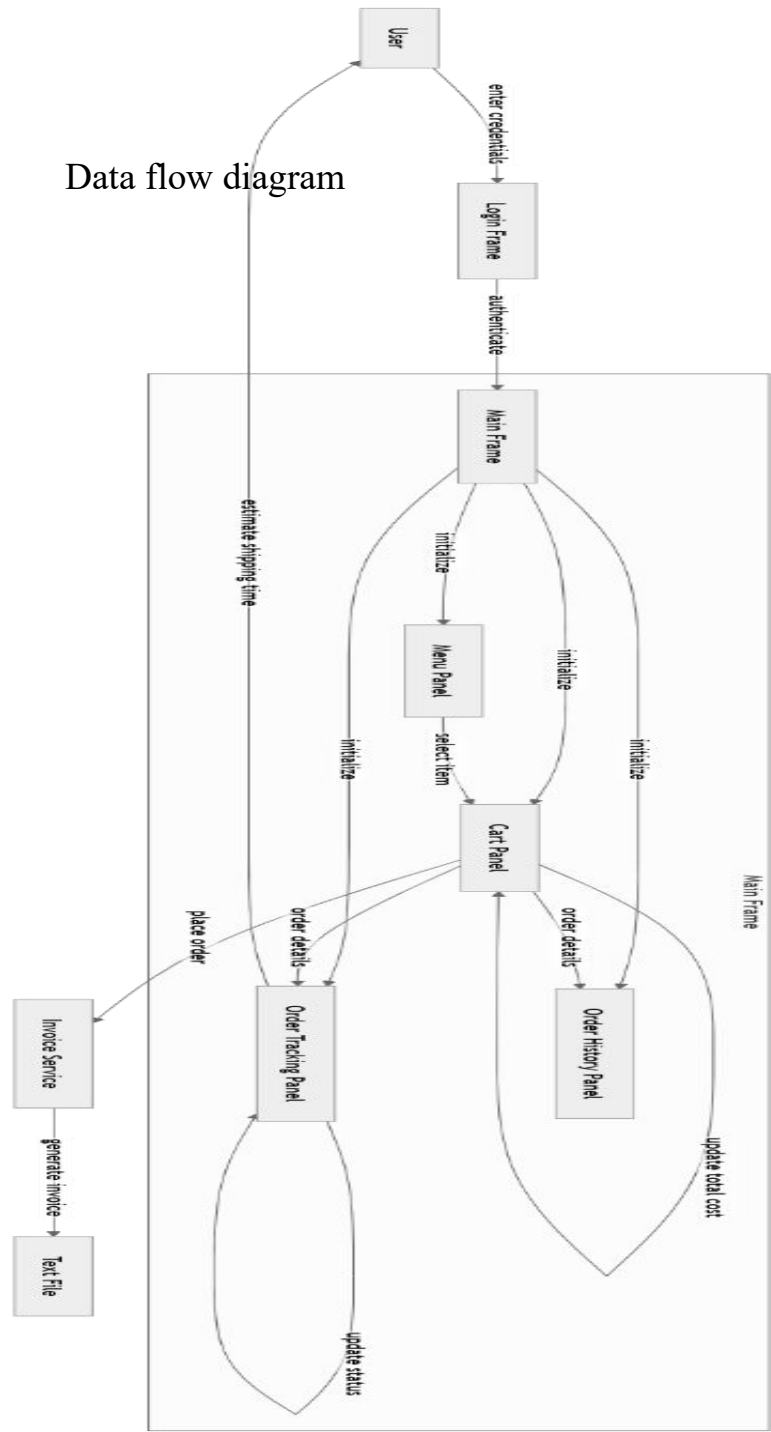 Data flow diagram
User
enter credentials
Login Frame
authenticate
Main Frame
Main Frame
initialize
initialize
initialize
initialize
Menu Panel
select item
Cart Panel
order details
order details
place order
update total cost
Order History Panel
Order Tracking Panel
estimate shipping time
update status
Invoice Service
generate invoice
Text File